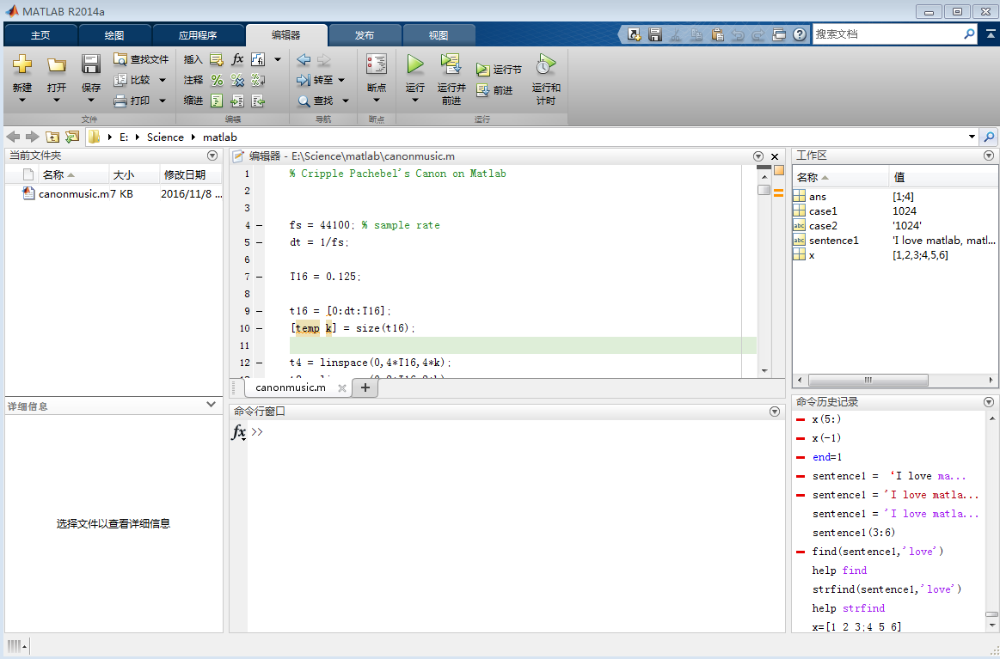 MATLAB R2014a
主页 绘图 应用程序 编辑器 发布 视图 搜索文档
新建 打开 保存 查找文件 比较 打印
文件
插入 fx
注释
缩进
编辑
转至
查找
导航
断点
断点
运行 运行并前进 运行节 前进 运行和计时
运行
E: Science matlab
当前文件夹
名称 大小 修改日期
canonmusic.m 7 KB 2016/11/8 ...
详细信息
选择文件以查看详细信息
编辑器 - E:\Science\matlab\canonmusic.m
1 % Cripple Pachebel's Canon on Matlab
2
3
4 – fs = 44100; % sample rate
5 – dt = 1/fs;
6
7 – T16 = 0.125;
8
9 – t16 = [0:dt:T16];
10 – [temp k] = size(t16);
11
12 – t4 = linspace(0,4*T16,4*k);
canonmusic.m
命令行窗口
fx >>
工作区
名称 值
ans [1;4]
case1 1024
case2 '1024'
sentence1 'I love matlab, matl...
x [1,2,3;4,5,6]
命令历史记录
x(5:)
x(-1)
end=1
sentence1 = ‘I love ma...
sentence1 = 'I love matla...
sentence1 = 'I love matla...
sentence1(3:6)
find(sentence1,'love')
help find
strfind(sentence1,'love')
help strfind
x=[1 2 3;4 5 6]